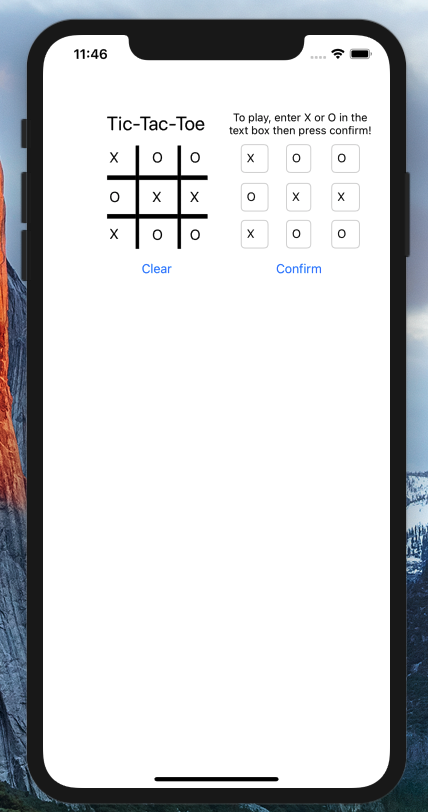 11:46
Tic-Tac-Toe
To play, enter X or O in the
text box then press confirm!
X O O
O X X
X O O
X O O
O X X
X O O
Clear
Confirm